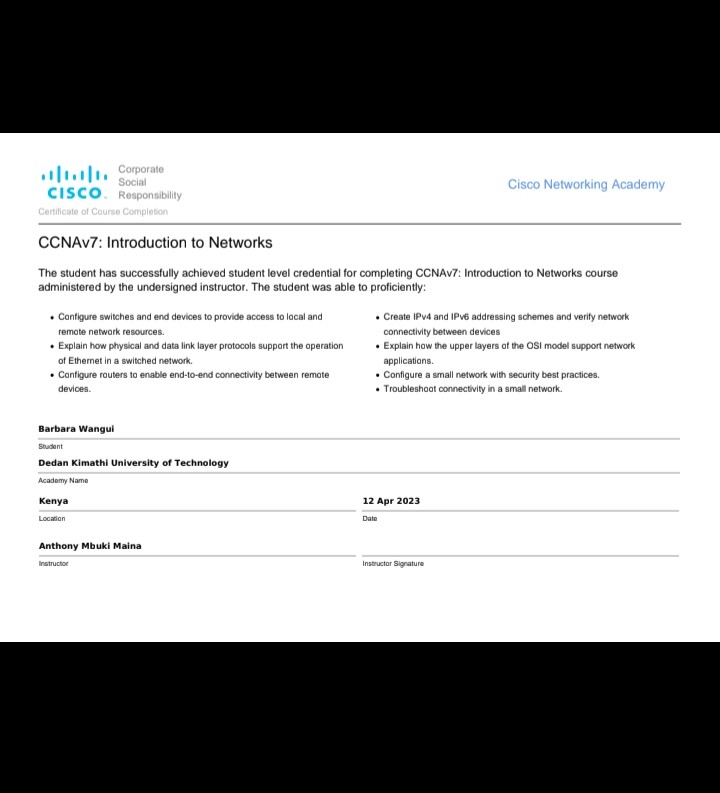 CISCO
Corporate
Social
Responsibility
Cisco Networking Academy
Certificate of Course Completion
CCNAv7: Introduction to Networks
The student has successfully achieved student level credential for completing CCNAv7: Introduction to Networks course
administered by the undersigned instructor. The student was able to proficiently:
• Configure switches and end devices to provide access to local and
remote network resources.
• Explain how physical and data link layer protocols support the operation
of Ethernet in a switched network.
• Configure routers to enable end-to-end connectivity between remote
devices.
• Create IPv4 and IPv6 addressing schemes and verify network
connectivity between devices
• Explain how the upper layers of the OSI model support network
applications.
• Configure a small network with security best practices.
• Troubleshoot connectivity in a small network.
Barbara Wangui
Student
Dedan Kimathi University of Technology
Academy Name
Kenya
Location
12 Apr 2023
Date
Anthony Mbuki Maina
Instructor
Instructor Signature